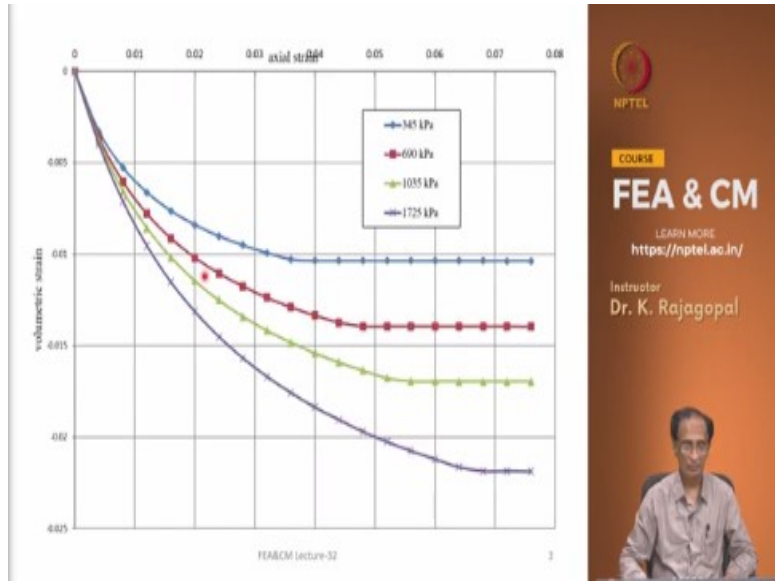 0 0.01 0.02 0.03 0.04 0.05 0.06 0.07 0.08
axial strain
0
-0.005
-0.01
-0.015
-0.02
-0.025
volumetric strain
345 kPa
690 kPa
1035 kPa
1725 kPa
FEA&CM Lecture-32
3
NPTEL
COURSE
FEA & CM
LEARN MORE
https://nptel.ac.in/
Instructor
Dr. K. Rajagopal